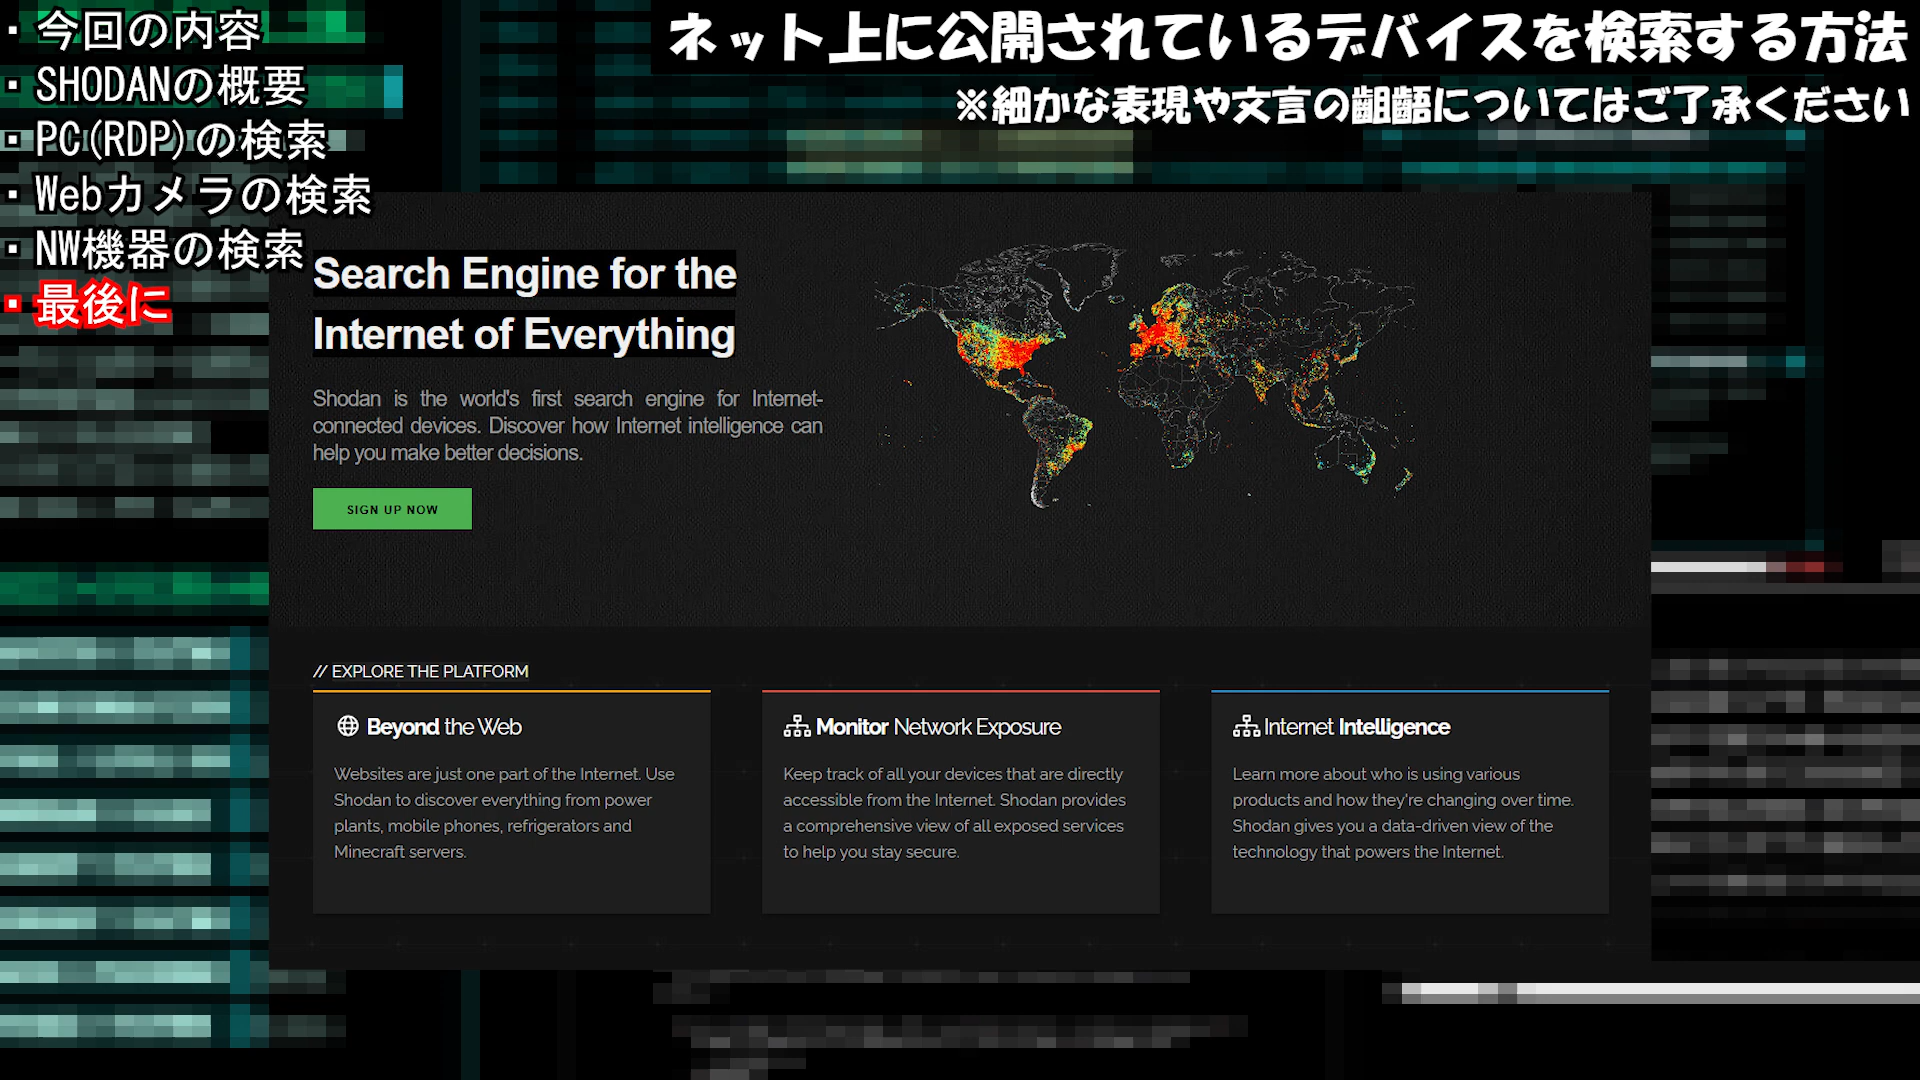 ・今回の内容
・SHODANの概要
・PC(RDP)の検索
・Webカメラの検索
・NW機器の検索
・最後に
ネット上に公開されているデバイスを検索する方法
※細かな表現や文言の齟齬についてはご了承ください
Search Engine for the
Internet of Everything
Shodan is the world's first search engine for Internet-
connected devices. Discover how Internet intelligence can
help you make better decisions.
SIGN UP NOW
// EXPLORE THE PLATFORM
Beyond the Web
Websites are just one part of the Internet. Use
Shodan to discover everything from power
plants, mobile phones, refrigerators and
Minecraft servers.
Monitor Network Exposure
Keep track of all your devices that are directly
accessible from the Internet. Shodan provides
a comprehensive view of all exposed services
to help you stay secure.
Internet Intelligence
Learn more about who is using various
products and how they're changing over time.
Shodan gives you a data-driven view of the
technology that powers the Internet.